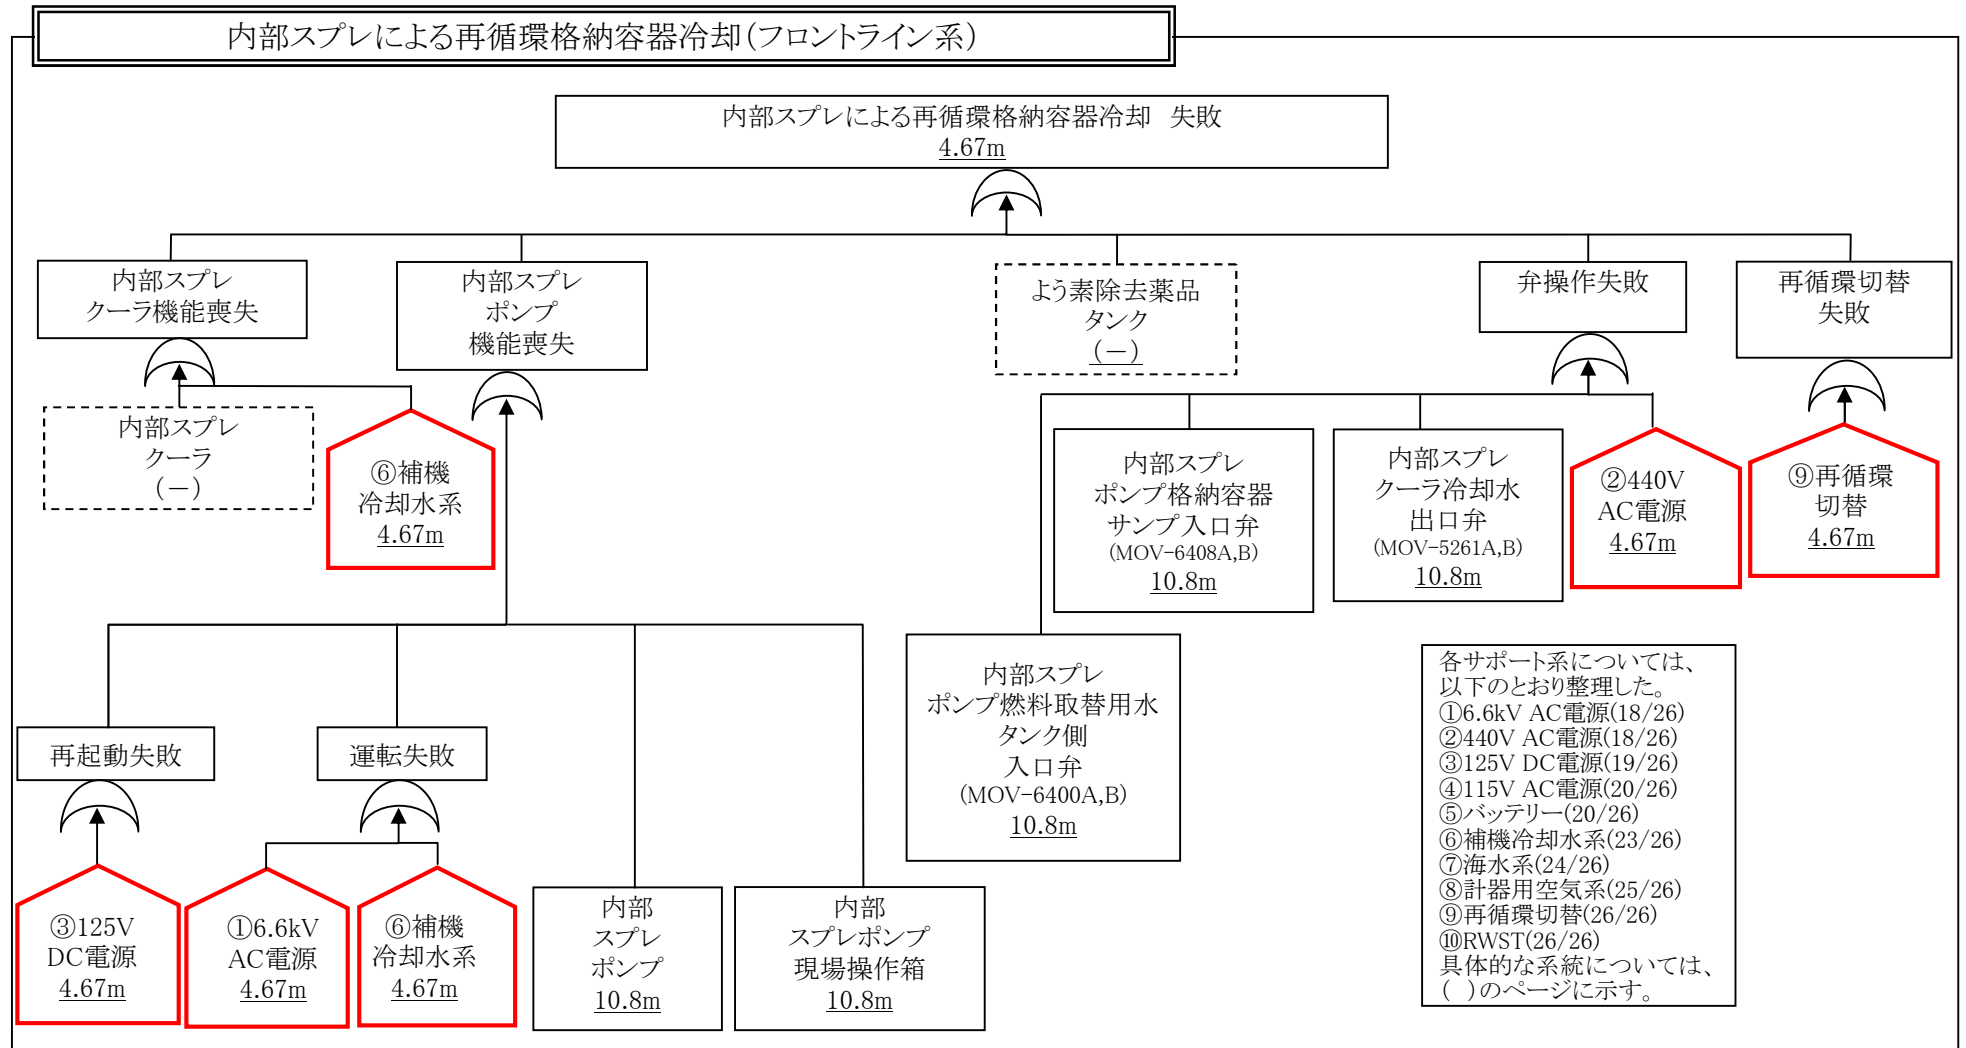 内部スプレによる再循環格納容器冷却(フロントライン系)
内部スプレによる再循環格納容器冷却　失敗
4.67m
内部スプレ
クーラ機能喪失
内部スプレ
ポンプ
機能喪失
よう素除去薬品
タンク
(－)
弁操作失敗
再循環切替
失敗
内部スプレ
クーラ
(－)
⑥補機
冷却水系
4.67m
内部スプレ
ポンプ格納容器
サンプ入口弁
(MOV-6408A,B)
10.8m
内部スプレ
クーラ冷却水
出口弁
(MOV-5261A,B)
10.8m
②440V
AC電源
4.67m
⑨再循環
切替
4.67m
内部スプレ
ポンプ燃料取替用水
タンク側
入口弁
(MOV-6400A,B)
10.8m
再起動失敗
運転失敗
③125V
DC電源
4.67m
①6.6kV
AC電源
4.67m
⑥補機
冷却水系
4.67m
内部
スプレ
ポンプ
10.8m
内部
スプレポンプ
現場操作箱
10.8m
各サポート系については、
以下のとおり整理した。
①6.6kV AC電源(18/26)
②440V AC電源(18/26)
③125V DC電源(19/26)
④115V AC電源(20/26)
⑤バッテリー(20/26)
⑥補機冷却水系(23/26)
⑦海水系(24/26)
⑧計器用空気系(25/26)
⑨再循環切替(26/26)
⑩RWST(26/26)
具体的な系統については、
(　)のページに示す。